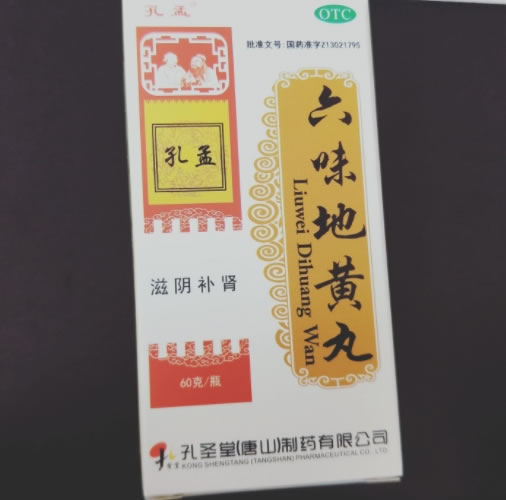 孔孟
OTC
批准文号:国药准字Z13021795
孔孟
六味地黄丸
Liuwei Dihuang Wan
滋阴补肾
60克/瓶
孔圣堂(唐山)制药有限公司
KONG SHENGTANG (TANGSHAN) PHARMACEUTICAL CO., LTD.